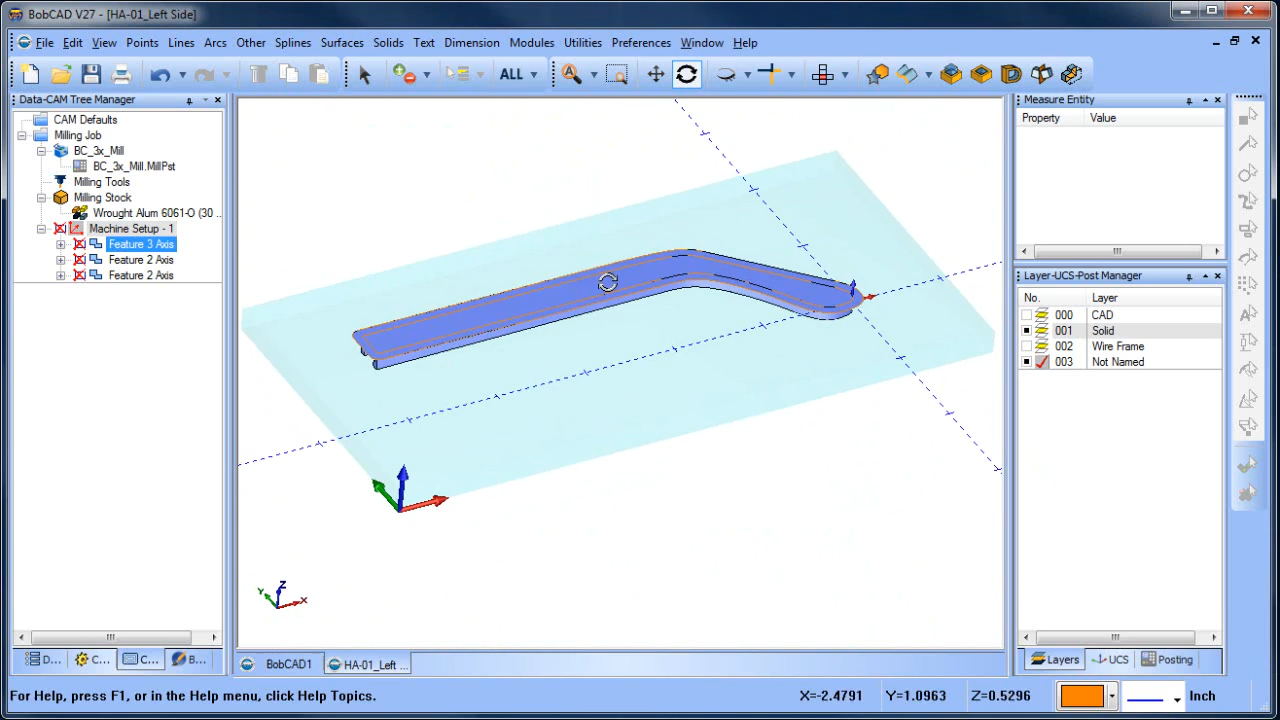 BobCAD V27 - [HA-01_Left Side]
File Edit View Points Lines Arcs Other Splines Surfaces Solids Text Dimension Modules Utilities Preferences Window Help
ALL
Data-CAM Tree Manager
CAM Defaults
Milling Job
BC_3x_Mill
BC_3x_Mill.MillPst
Milling Tools
Milling Stock
Wrought Alum 6061-O (30 ...
Machine Setup - 1
Feature 3 Axis
Feature 2 Axis
Feature 2 Axis
D... C... C... B...
Z
Y
X
BobCAD1 HA-01_Left ...
Measure Entity
Property Value
Layer-UCS-Post Manager
No. Layer
000 CAD
001 Solid
002 Wire Frame
003 Not Named
Layers UCS Posting
For Help, press F1, or in the Help menu, click Help Topics. X=-2.4791 Y=1.0963 Z=0.5296 Inch